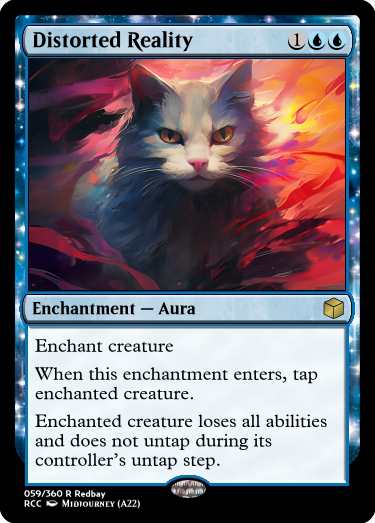 Distorted Reality 1
Enchantment — Aura
Enchant creature
When this enchantment enters, tap
enchanted creature.
Enchanted creature loses all abilities
and does not untap during its
controller's untap step.
059/360 R Redbay
RCC Midjourney (A22)